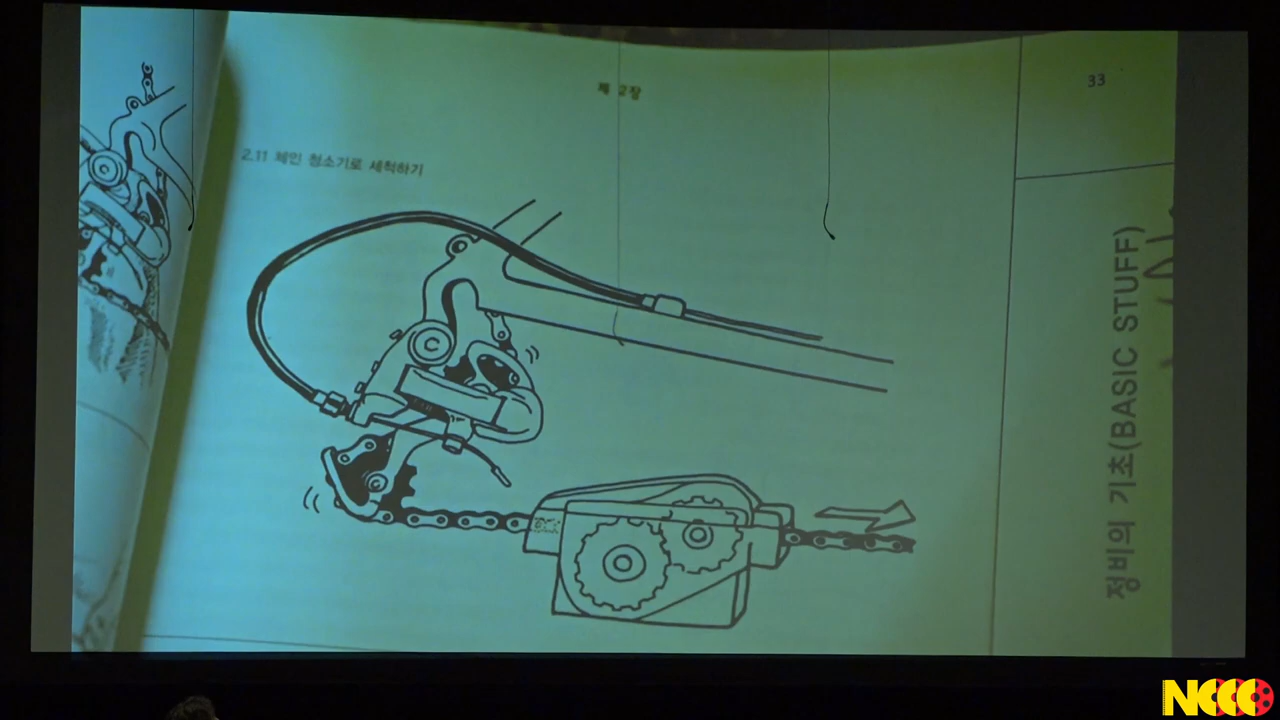 제 2장
33
2.11 체인 청소기로 세척하기
정비의 기초(BASIC STUFF)
NCCC